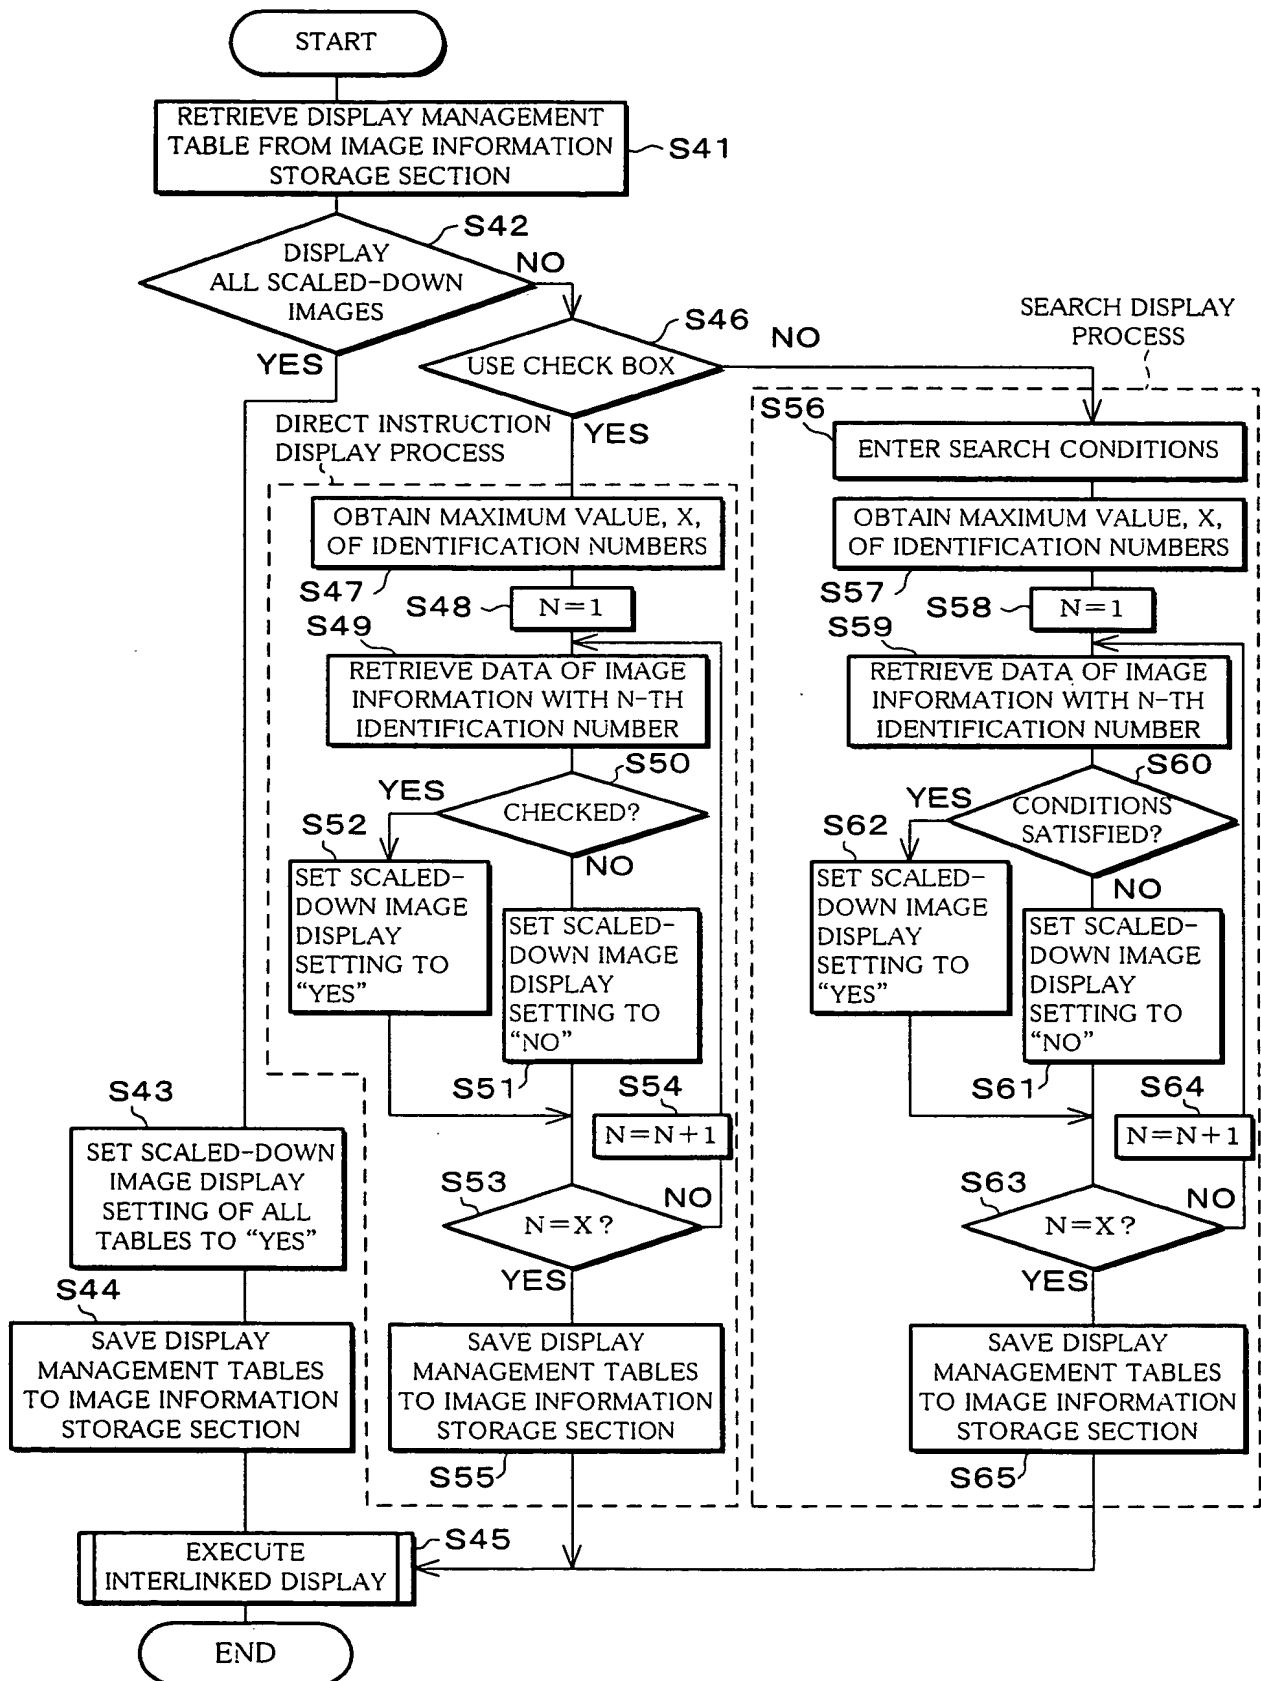 START
RETRIEVE DISPLAY MANAGEMENT
TABLE FROM IMAGE INFORMATION
STORAGE SECTION
S41
S42
DISPLAY
ALL SCALED-DOWN
IMAGES
NO
YES
S46
USE CHECK BOX
NO
YES
SEARCH DISPLAY
PROCESS
DIRECT INSTRUCTION
DISPLAY PROCESS
OBTAIN MAXIMUM VALUE, X,
OF IDENTIFICATION NUMBERS
S47
S48
N=1
S49
RETRIEVE DATA OF IMAGE
INFORMATION WITH N-TH
IDENTIFICATION NUMBER
S50
YES
CHECKED?
NO
S52
SET SCALED-
DOWN IMAGE
DISPLAY
SETTING TO
“YES”
SET SCALED-
DOWN IMAGE
DISPLAY
SETTING TO
“NO”
S51
S54
N=N+1
S53
N=X?
NO
YES
SAVE DISPLAY
MANAGEMENT TABLES
TO IMAGE INFORMATION
STORAGE SECTION
S55
S56
ENTER SEARCH CONDITIONS
OBTAIN MAXIMUM VALUE, X,
OF IDENTIFICATION NUMBERS
S57
S58
N=1
S59
RETRIEVE DATA OF IMAGE
INFORMATION WITH N-TH
IDENTIFICATION NUMBER
S60
YES
CONDITIONS
SATISFIED?
NO
S62
SET SCALED-
DOWN IMAGE
DISPLAY
SETTING TO
“YES”
SET SCALED-
DOWN IMAGE
DISPLAY
SETTING TO
“NO”
S61
S64
N=N+1
S63
N=X?
NO
YES
SAVE DISPLAY
MANAGEMENT TABLES
TO IMAGE INFORMATION
STORAGE SECTION
S65
S43
SET SCALED-DOWN
IMAGE DISPLAY
SETTING OF ALL
TABLES TO “YES”
S44
SAVE DISPLAY
MANAGEMENT TABLES
TO IMAGE INFORMATION
STORAGE SECTION
S45
EXECUTE
INTERLINKED DISPLAY
END